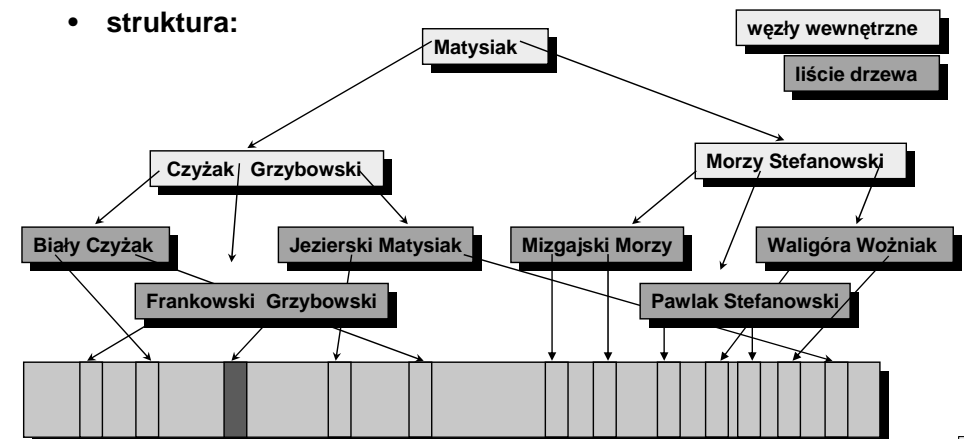 • struktura:
węzły wewnętrzne
Matysiak
liście drzewa
Czyżak Grzybowski
Morzy Stefanowski
Biały Czyżak
Jezierski Matysiak
Mizgajski Morzy
Waligóra Wożniak
Frankowski Grzybowski
Pawlak Stefanowski